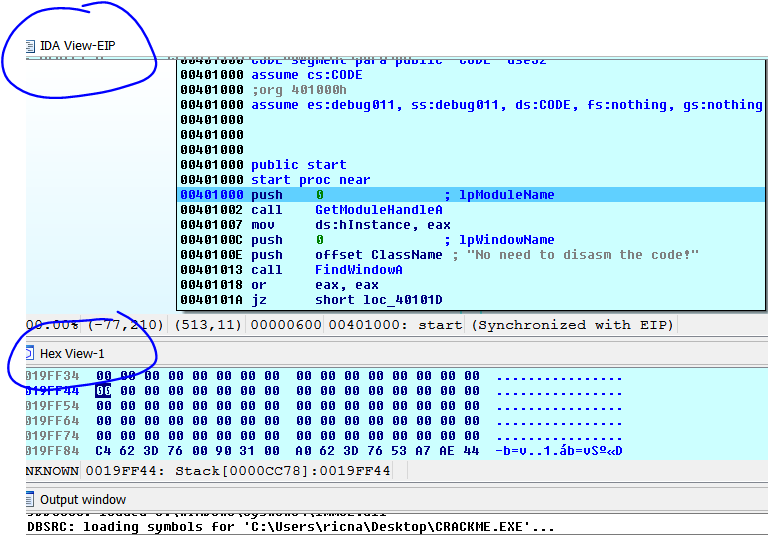 IDA View-EIP
00401000 CODE segment para public 'CODE' use32
00401000 assume cs:CODE
00401000 ;org 401000h
00401000 assume es:debug011, ss:debug011, ds:CODE, fs:nothing, gs:nothing
00401000
00401000
00401000
00401000 public start
00401000 start proc near
00401000 push 0 ; lpModuleName
00401002 call GetModuleHandleA
00401007 mov ds:hInstance, eax
0040100C push 0 ; lpWindowName
0040100E push offset ClassName ; "No need to disasm the code!"
00401013 call FindWindowA
00401018 or eax, eax
0040101A jz short loc_40101D
00.00% (-77,210) (513,11) 00000600 00401000: start (Synchronized with EIP)
Hex View-1
019FF34 00 00 00 00 00 00 00 00 00 00 00 00 00 00 00 00 ................
019FF44 00 00 00 00 00 00 00 00 00 00 00 00 00 00 00 00 ................
019FF54 00 00 00 00 00 00 00 00 00 00 00 00 00 00 00 00 ................
019FF64 00 00 00 00 00 00 00 00 00 00 00 00 00 00 00 00 ................
019FF74 00 00 00 00 00 00 00 00 00 00 00 00 00 00 00 00 ................
019FF84 C4 62 3D 76 00 90 31 00 A0 62 3D 76 53 A7 AE 44 -b=v..1.áb=vSº«D
NKNOWN 0019FF44: Stack[0000CC78]:0019FF44
Output window
DBSRC: loading symbols for 'C:\Users\ricna\Desktop\CRACKME.EXE'...